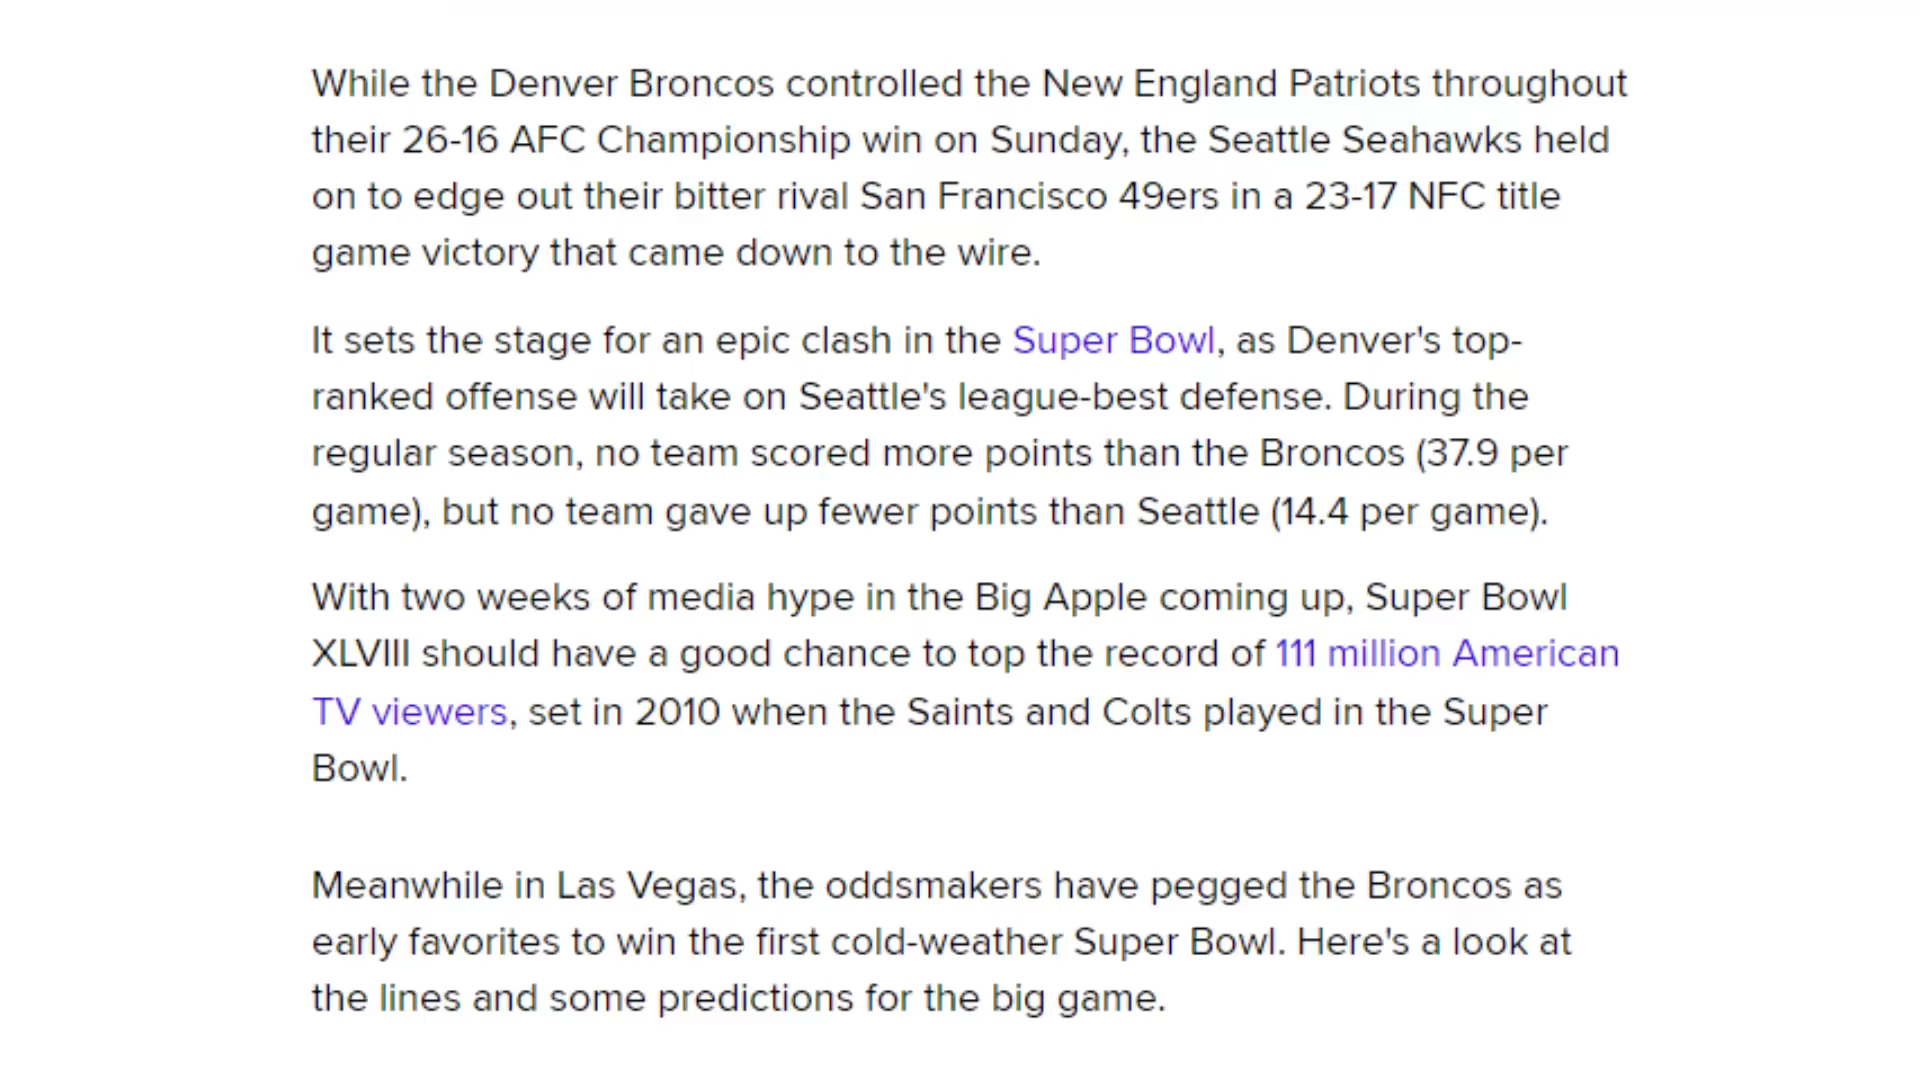 While the Denver Broncos controlled the New England Patriots throughout
their 26-16 AFC Championship win on Sunday, the Seattle Seahawks held
on to edge out their bitter rival San Francisco 49ers in a 23-17 NFC title
game victory that came down to the wire.
It sets the stage for an epic clash in the Super Bowl, as Denver's top-
ranked offense will take on Seattle's league-best defense. During the
regular season, no team scored more points than the Broncos (37.9 per
game), but no team gave up fewer points than Seattle (14.4 per game).
With two weeks of media hype in the Big Apple coming up, Super Bowl
XLVIII should have a good chance to top the record of 111 million American
TV viewers, set in 2010 when the Saints and Colts played in the Super
Bowl.
Meanwhile in Las Vegas, the oddsmakers have pegged the Broncos as
early favorites to win the first cold-weather Super Bowl. Here's a look at
the lines and some predictions for the big game.